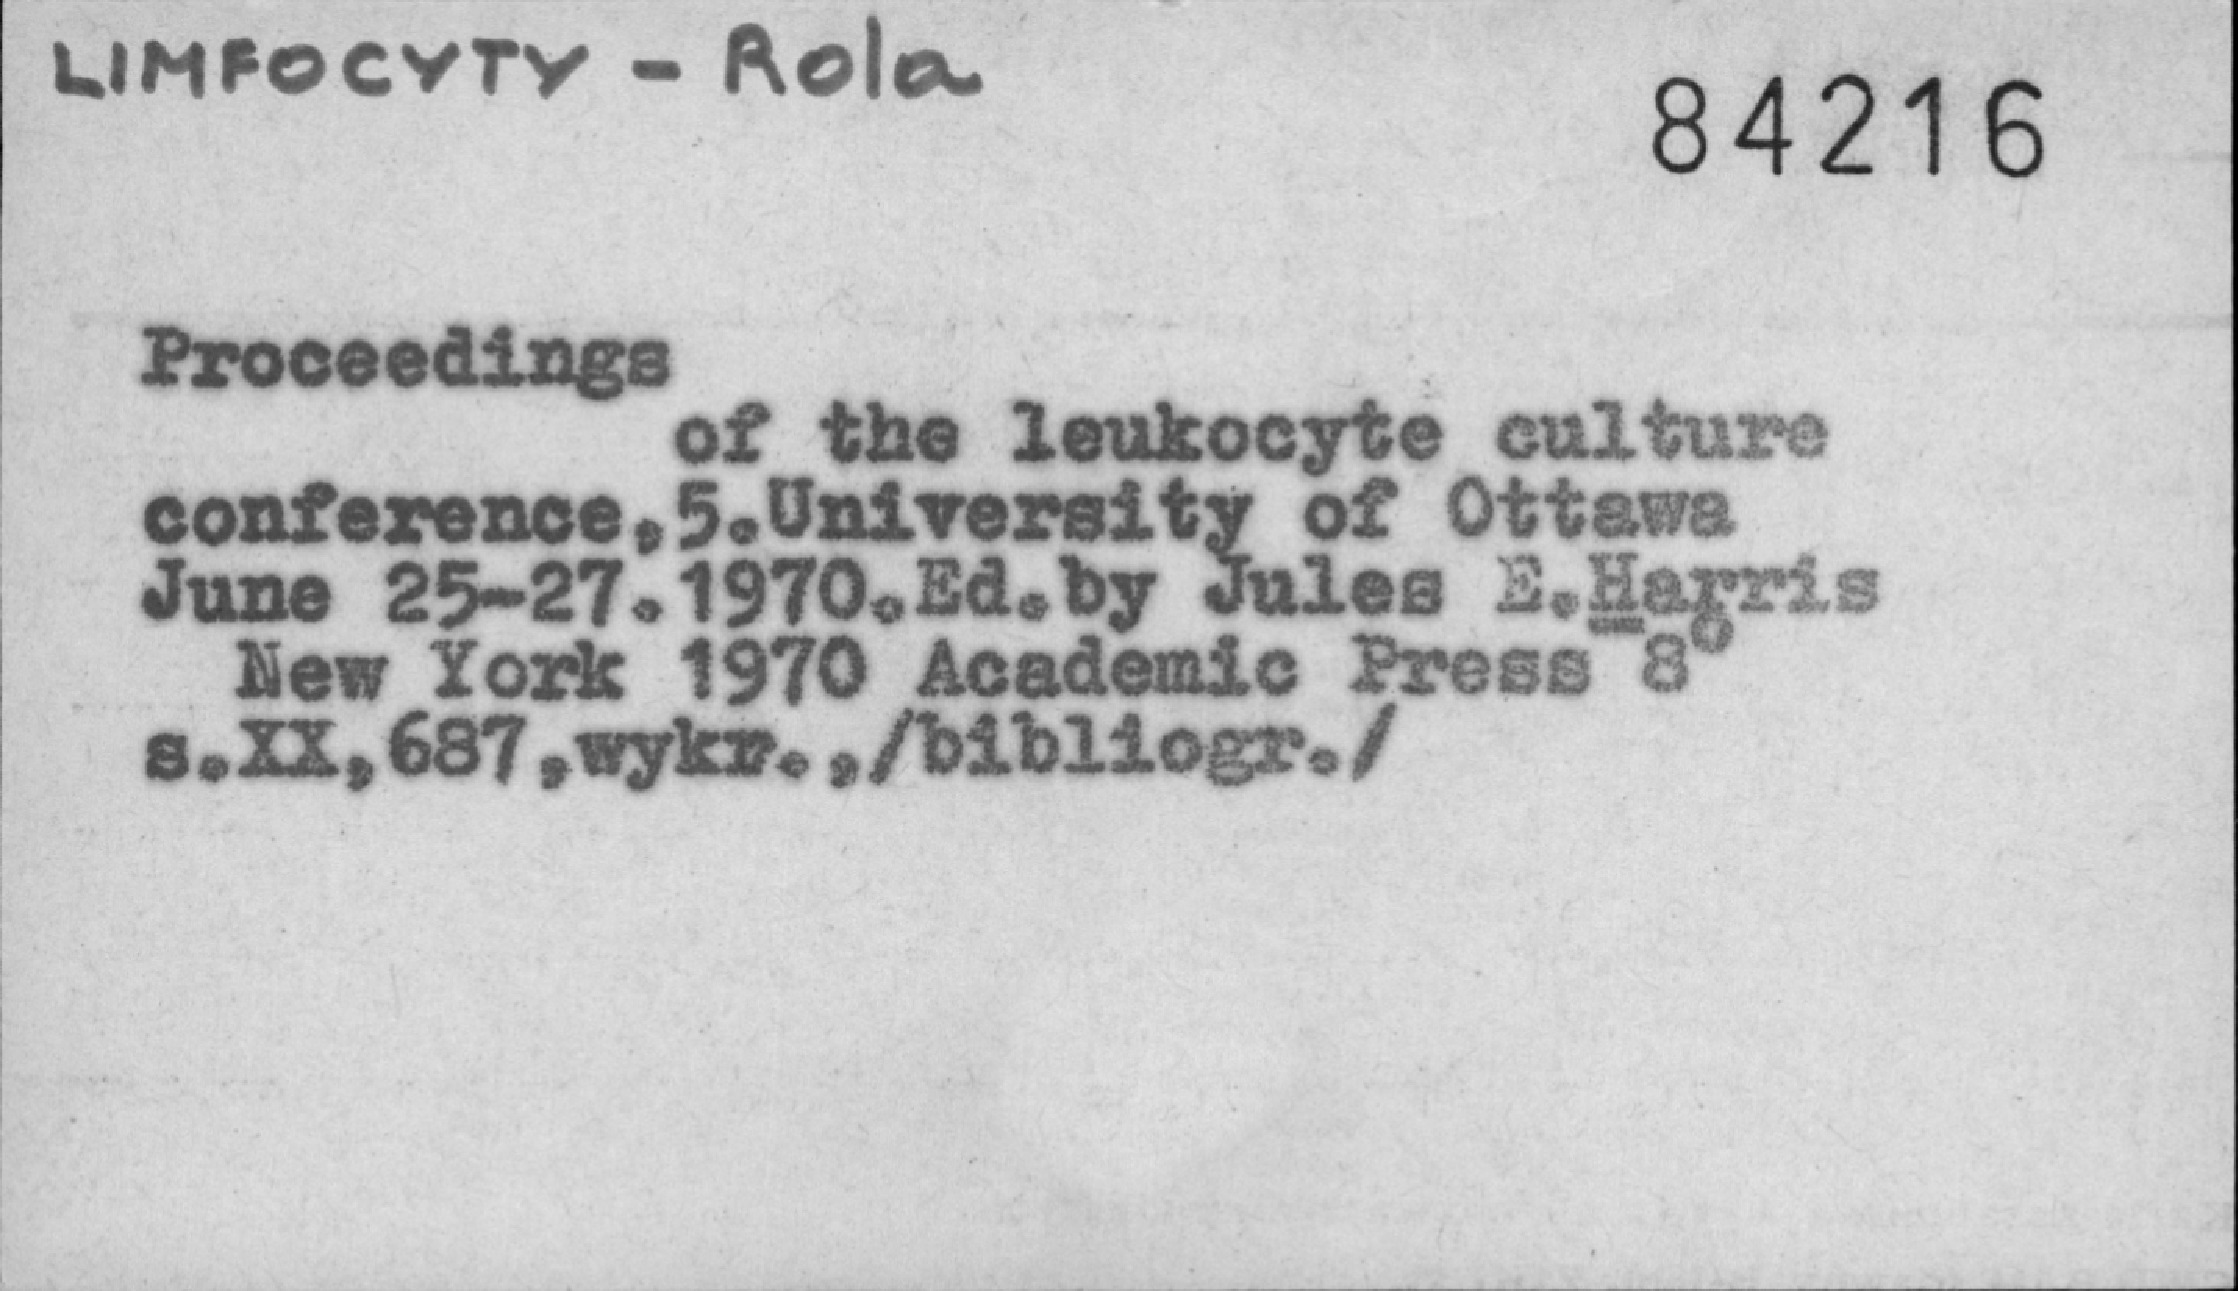 LIMFOCYTY - Rola
84216
Proceedings
of the leukocyte culture
conference,5.University of Ottawa
June 25-27.1970.Ed.by Jules E.Harris
New York 1970 Academic Press 8°
s.XX,687,wykr.,/bibliogr./